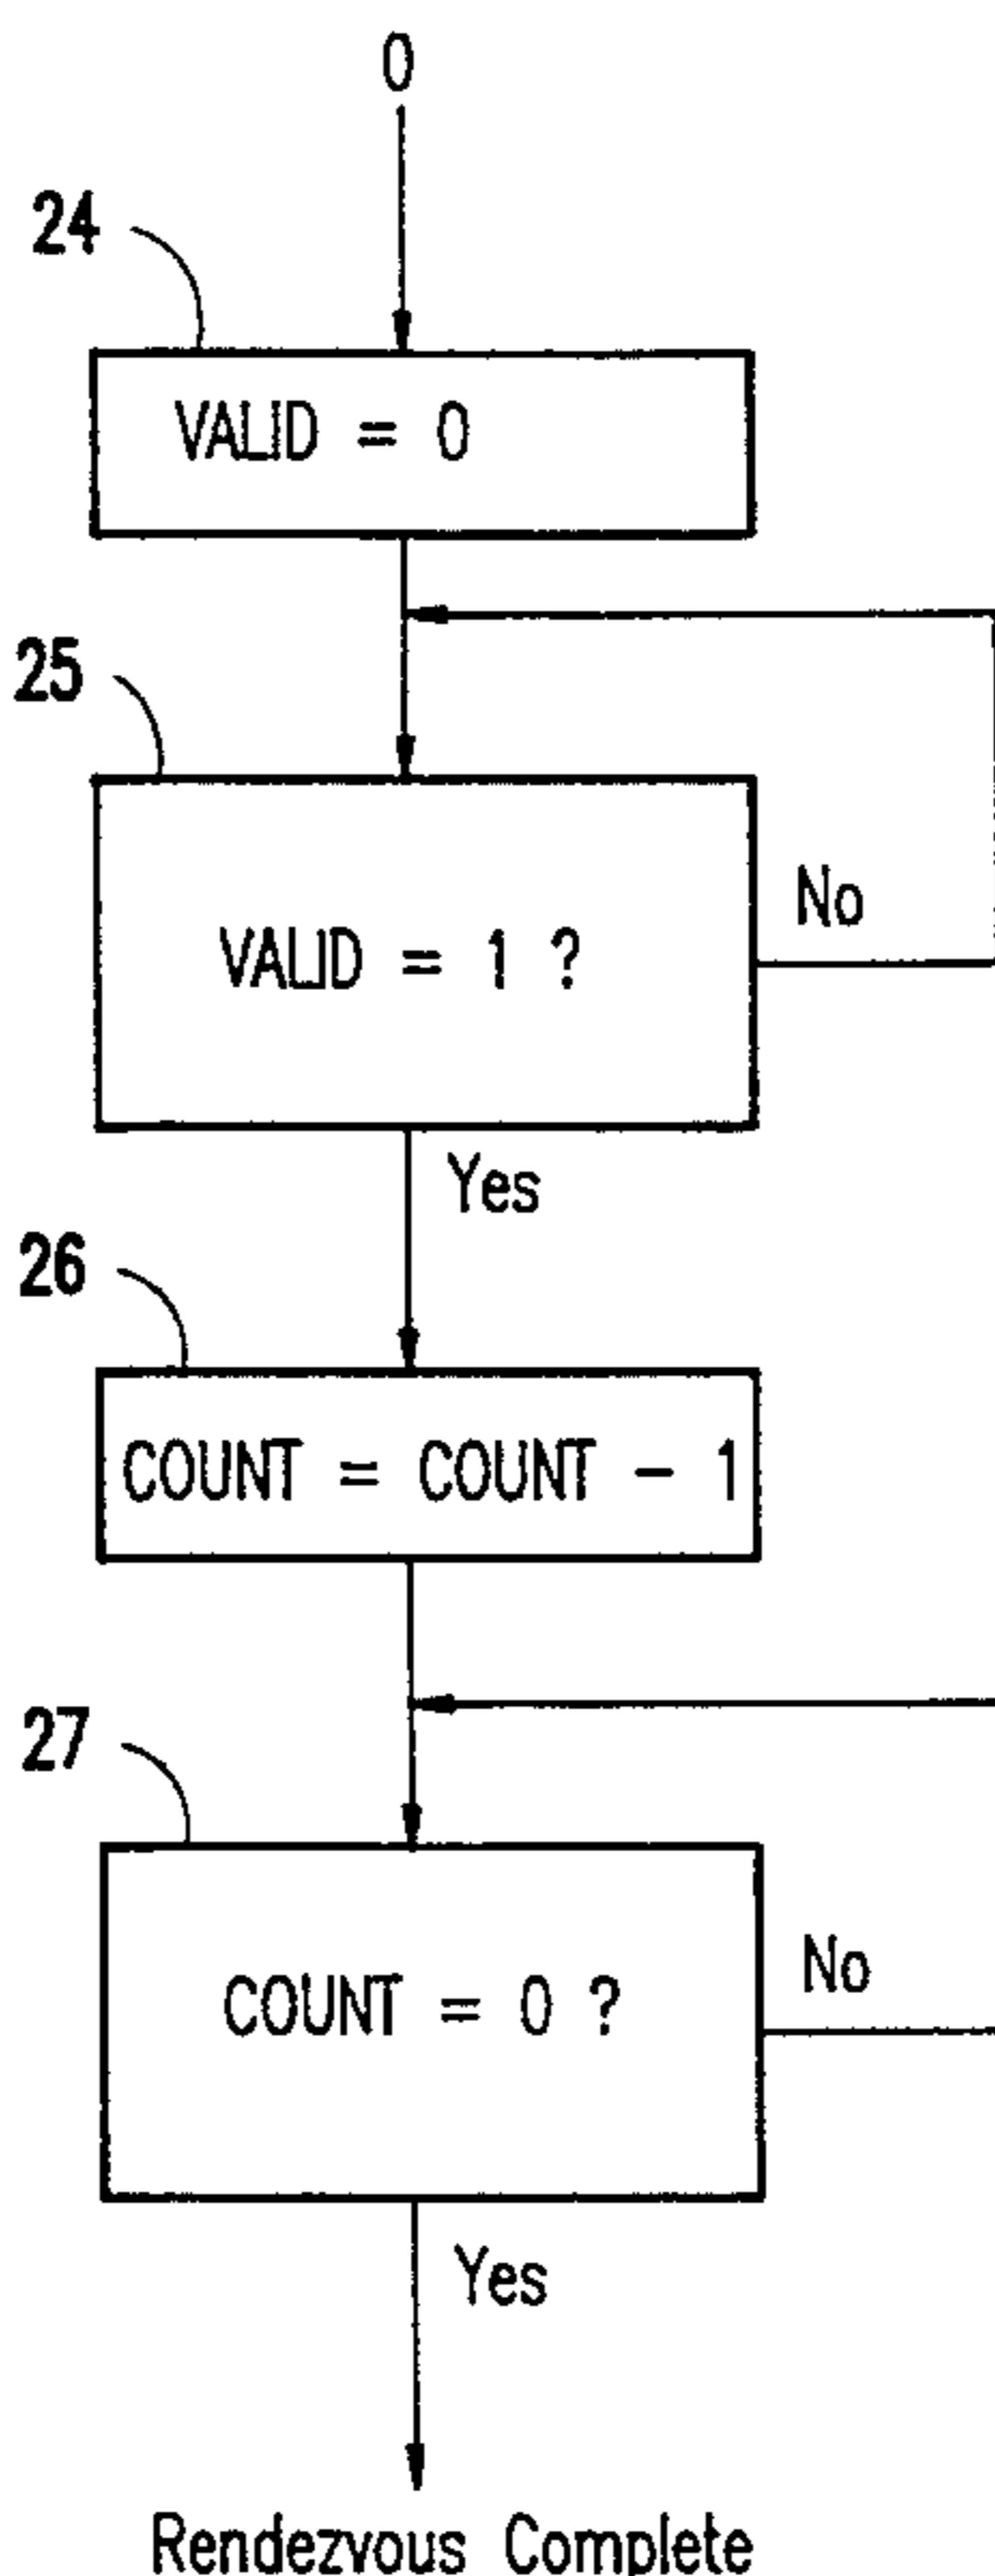 0
24
VALID = 0
25
VALID = 1 ?
No
Yes
26
COUNT = COUNT - 1
27
COUNT = 0 ?
No
Yes
Rendezvous Complete